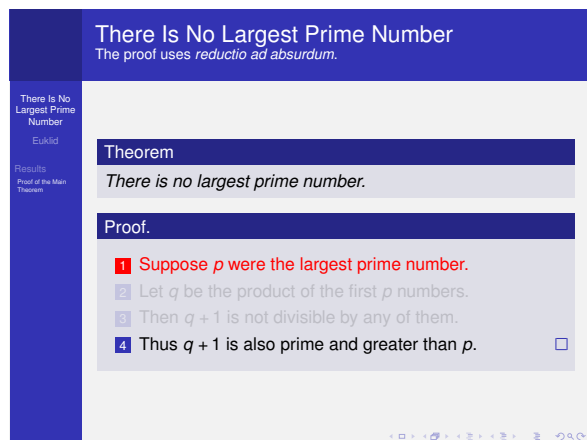 There Is No Largest Prime Number
The proof uses reductio ad absurdum.
There Is No
Largest Prime
Number
Euklid
Results
Proof of the Main
Theorem
Theorem
There is no largest prime number.
Proof.
1 Suppose p were the largest prime number.
2 Let q be the product of the first p numbers.
3 Then q + 1 is not divisible by any of them.
4 Thus q + 1 is also prime and greater than p.